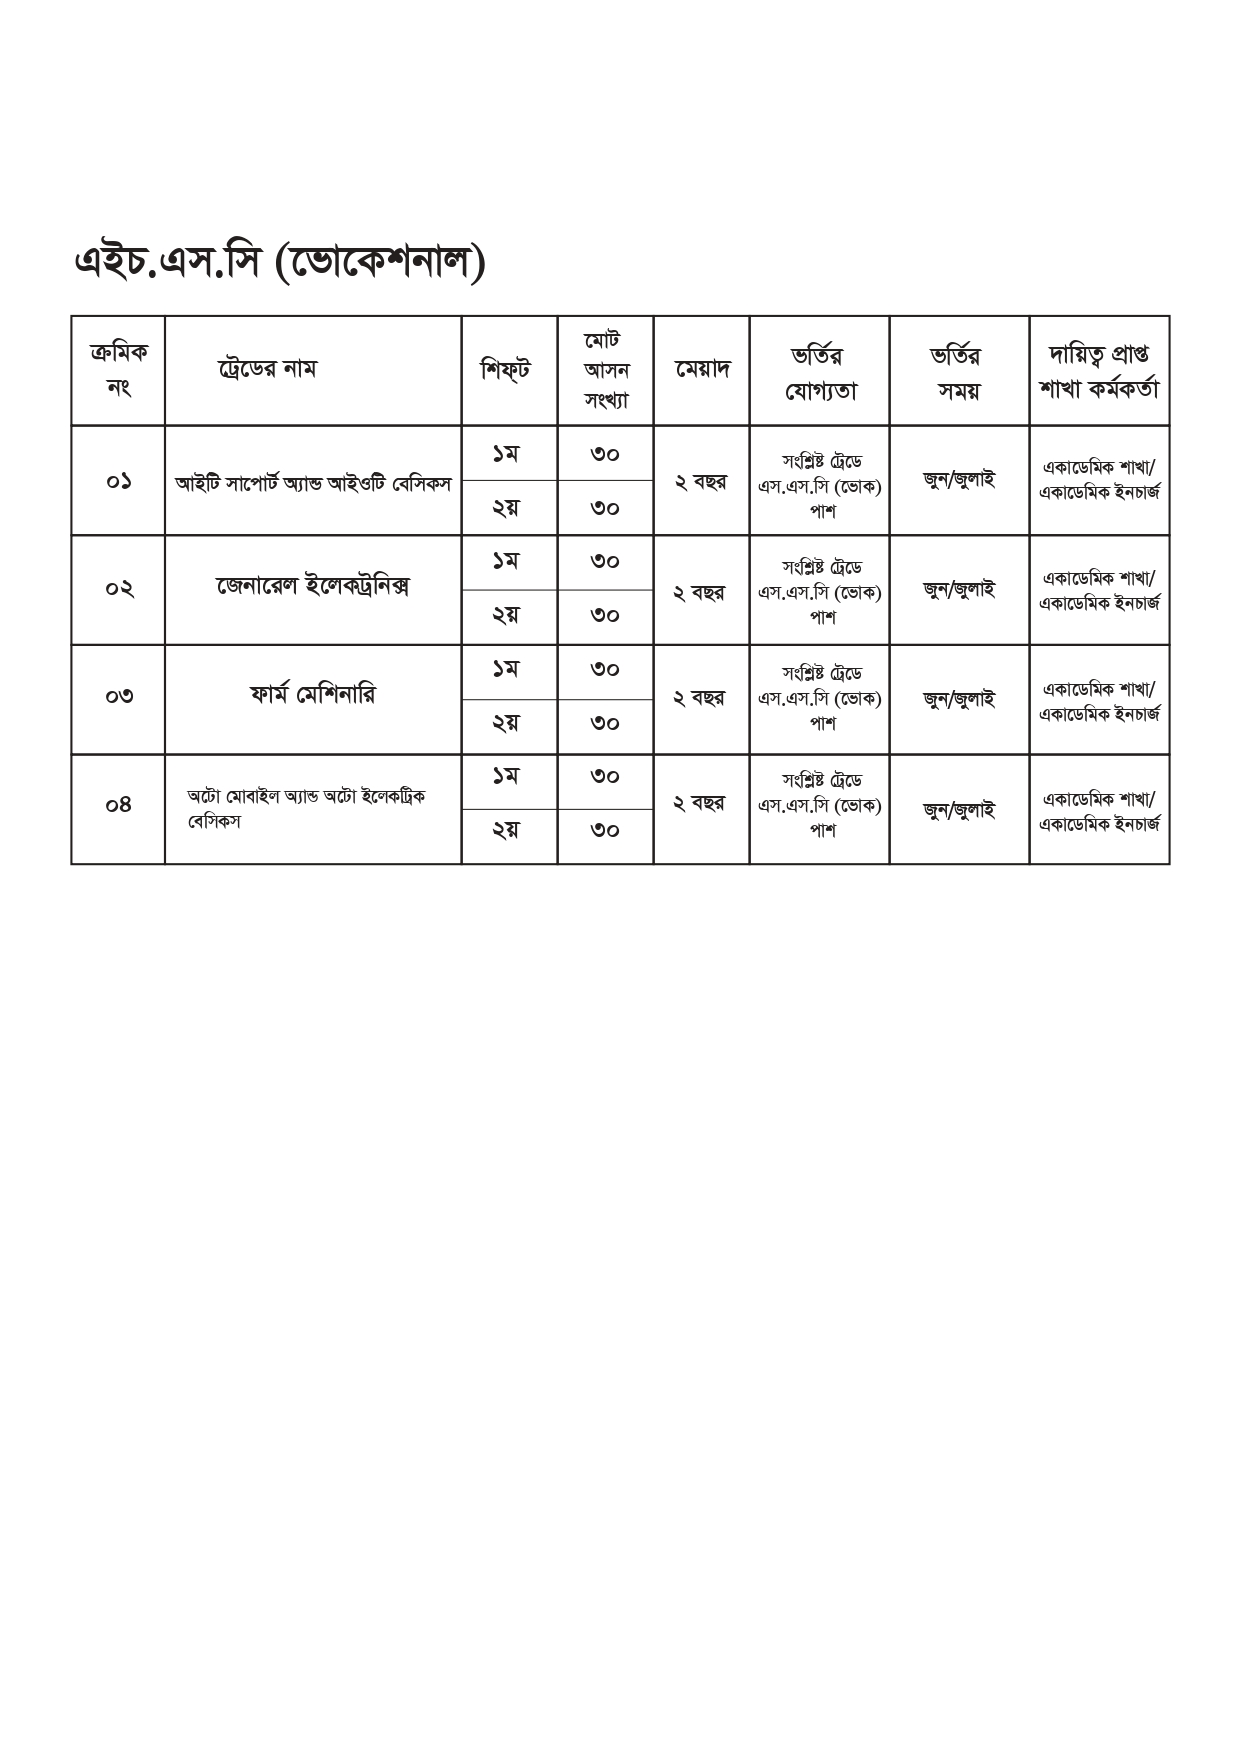 এইচ.এস.সি (ভোকেশনাল)
ক্রমিক নং | ট্রেডের নাম | শিফ্ট | মোট আসন সংখ্যা | মেয়াদ | ভর্তির যোগ্যতা | ভর্তির সময় | দায়িত্ব প্রাপ্ত শাখা কর্মকর্তা
০১ | আইটি সাপোর্ট অ্যান্ড আইওটি বেসিকস | ১ম | ৩০ | ২ বছর | সংশ্লিষ্ট ট্রেডে এস.এস.সি (ভোক) পাশ | জুন/জুলাই | একাডেমিক শাখা/ একাডেমিক ইনচার্জ
২য় | ৩০
০২ | জেনারেল ইলেকট্রনিক্স | ১ম | ৩০ | ২ বছর | সংশ্লিষ্ট ট্রেডে এস.এস.সি (ভোক) পাশ | জুন/জুলাই | একাডেমিক শাখা/ একাডেমিক ইনচার্জ
২য় | ৩০
০৩ | ফার্ম মেশিনারি | ১ম | ৩০ | ২ বছর | সংশ্লিষ্ট ট্রেডে এস.এস.সি (ভোক) পাশ | জুন/জুলাই | একাডেমিক শাখা/ একাডেমিক ইনচার্জ
২য় | ৩০
০৪ | অটো মোবাইল অ্যান্ড অটো ইলেকট্রিক বেসিকস | ১ম | ৩০ | ২ বছর | সংশ্লিষ্ট ট্রেডে এস.এস.সি (ভোক) পাশ | জুন/জুলাই | একাডেমিক শাখা/ একাডেমিক ইনচার্জ
২য় | ৩০